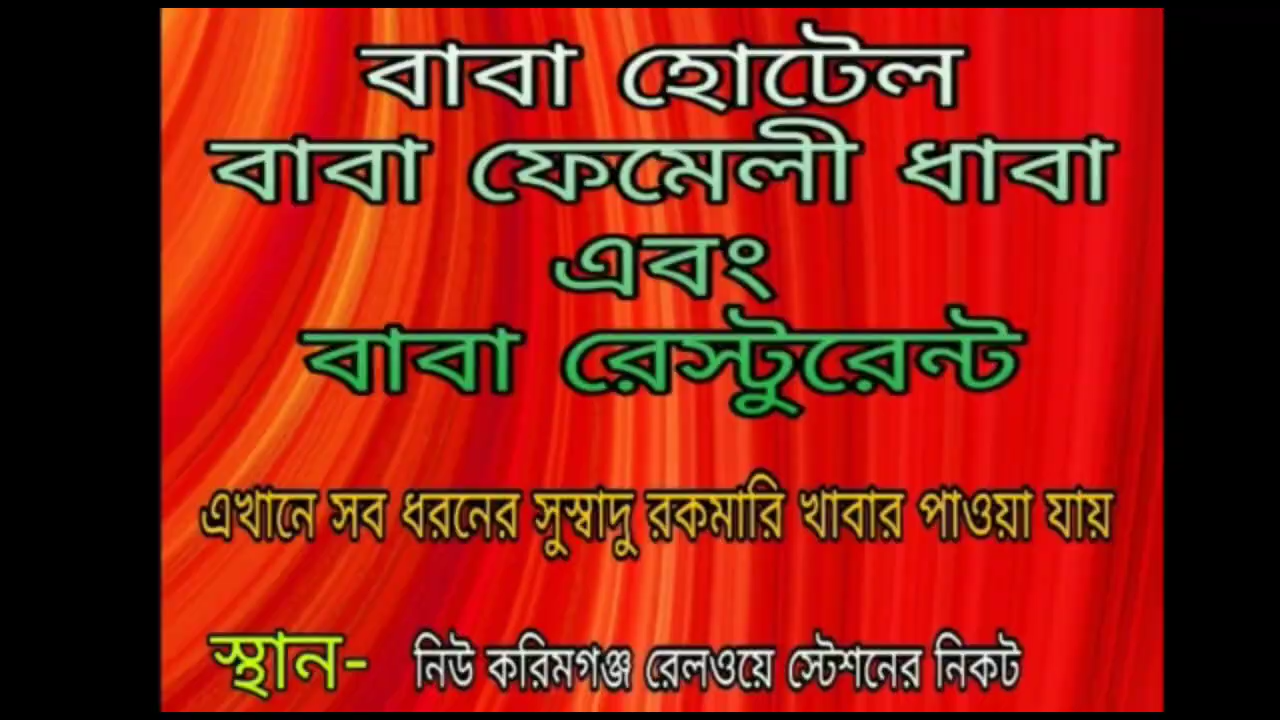 বাবা হোটেল
বাবা ফেমেলী ধাবা
এবং
বাবা রেস্টুরেন্ট
এখানে সব ধরনের সুস্বাদু রকমারি খাবার পাওয়া যায়
স্থান- নিউ করিমগঞ্জ রেলওয়ে স্টেশনের নিকট